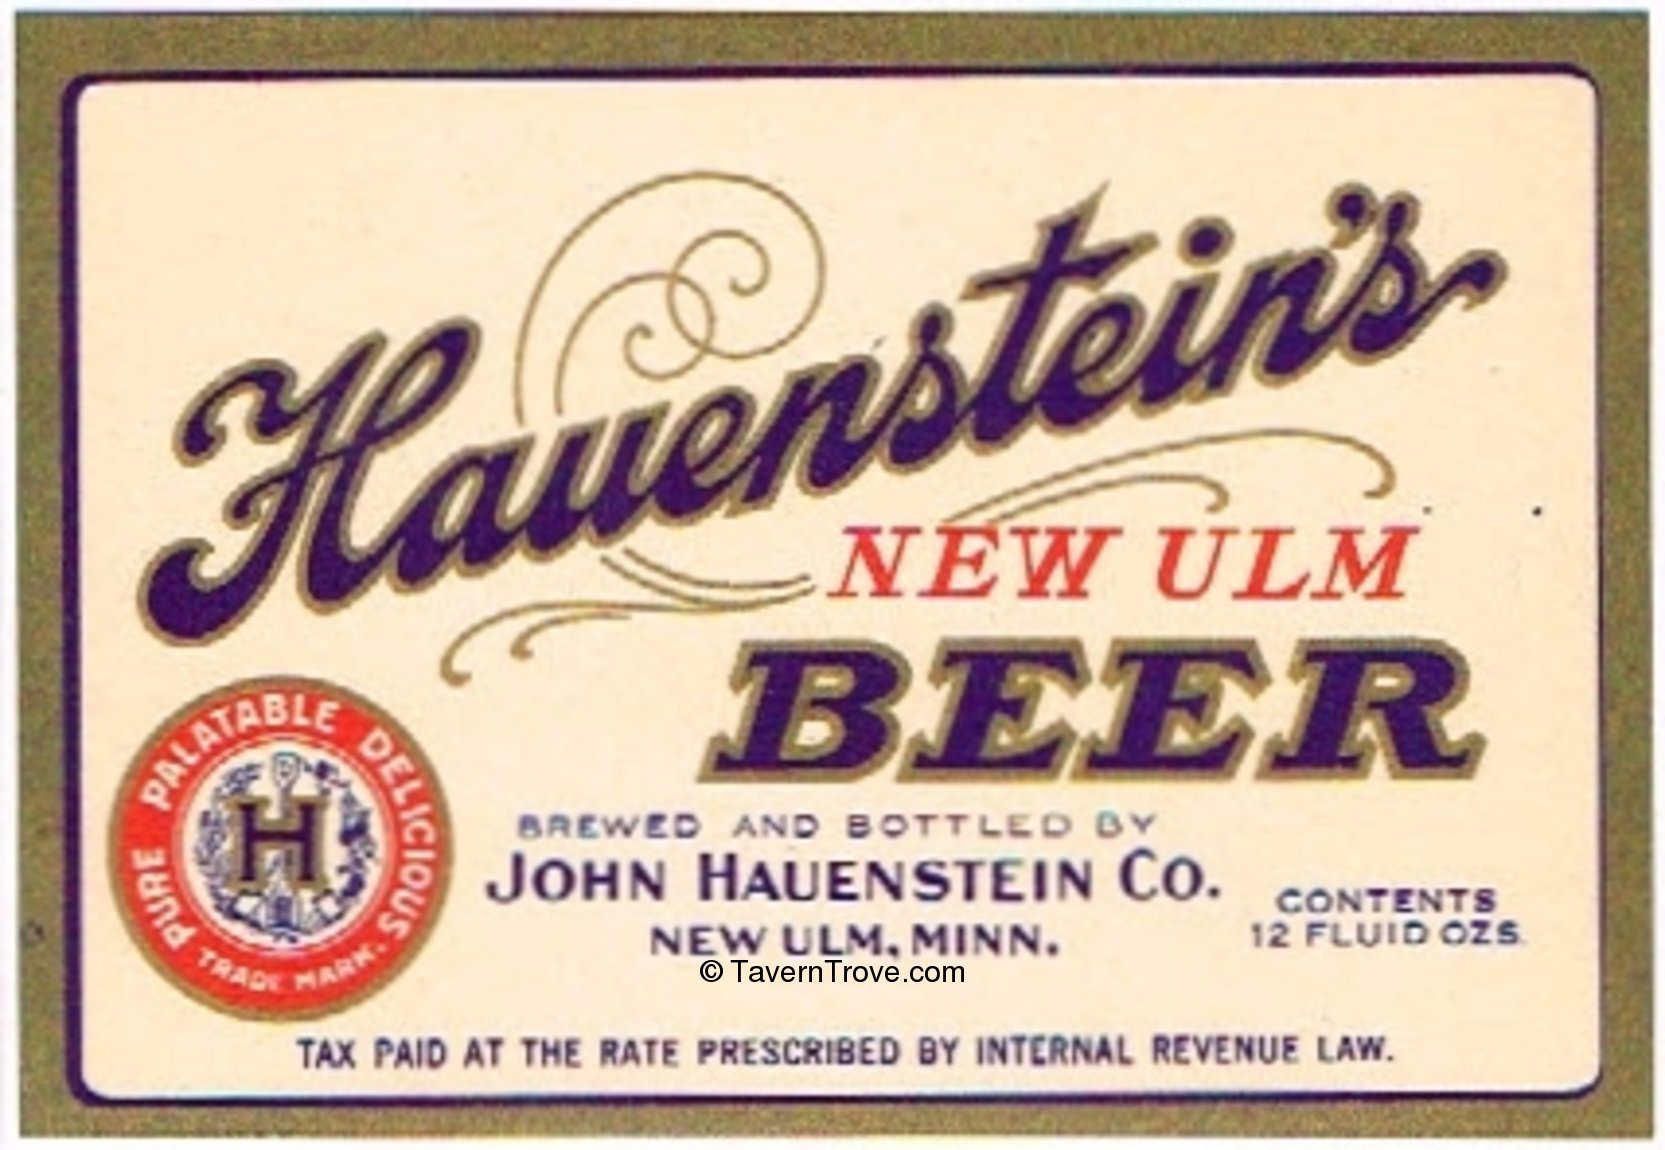 Hauenstein's
NEW ULM
BEER
PURE PALATABLE DELICIOUS
H
TRADE MARK.
BREWED AND BOTTLED BY
JOHN HAUENSTEIN CO.
NEW ULM, MINN.
CONTENTS
12 FLUID OZS.
© TavernTrove.com
TAX PAID AT THE RATE PRESCRIBED BY INTERNAL REVENUE LAW.